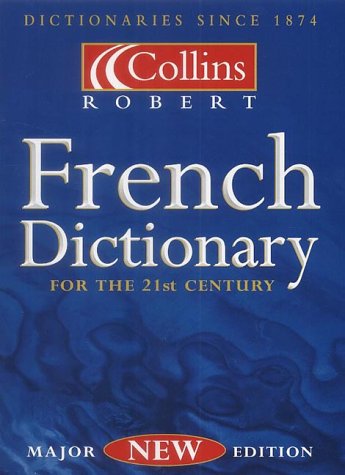 DICTIONARIES SINCE 1874
Collins
ROBERT
French
Dictionary
FOR THE 21st CENTURY
MAJOR NEW EDITION